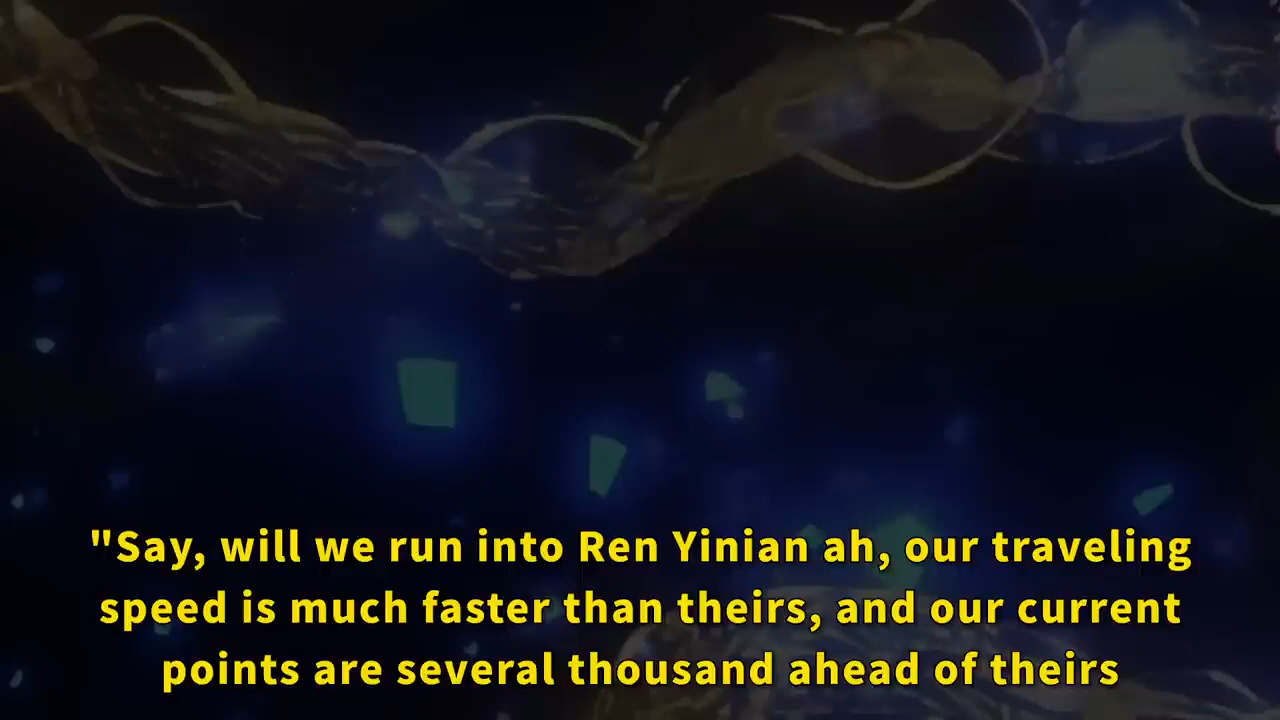 "Say, will we run into Ren Yinian ah, our traveling
speed is much faster than theirs, and our current
points are several thousand ahead of theirs